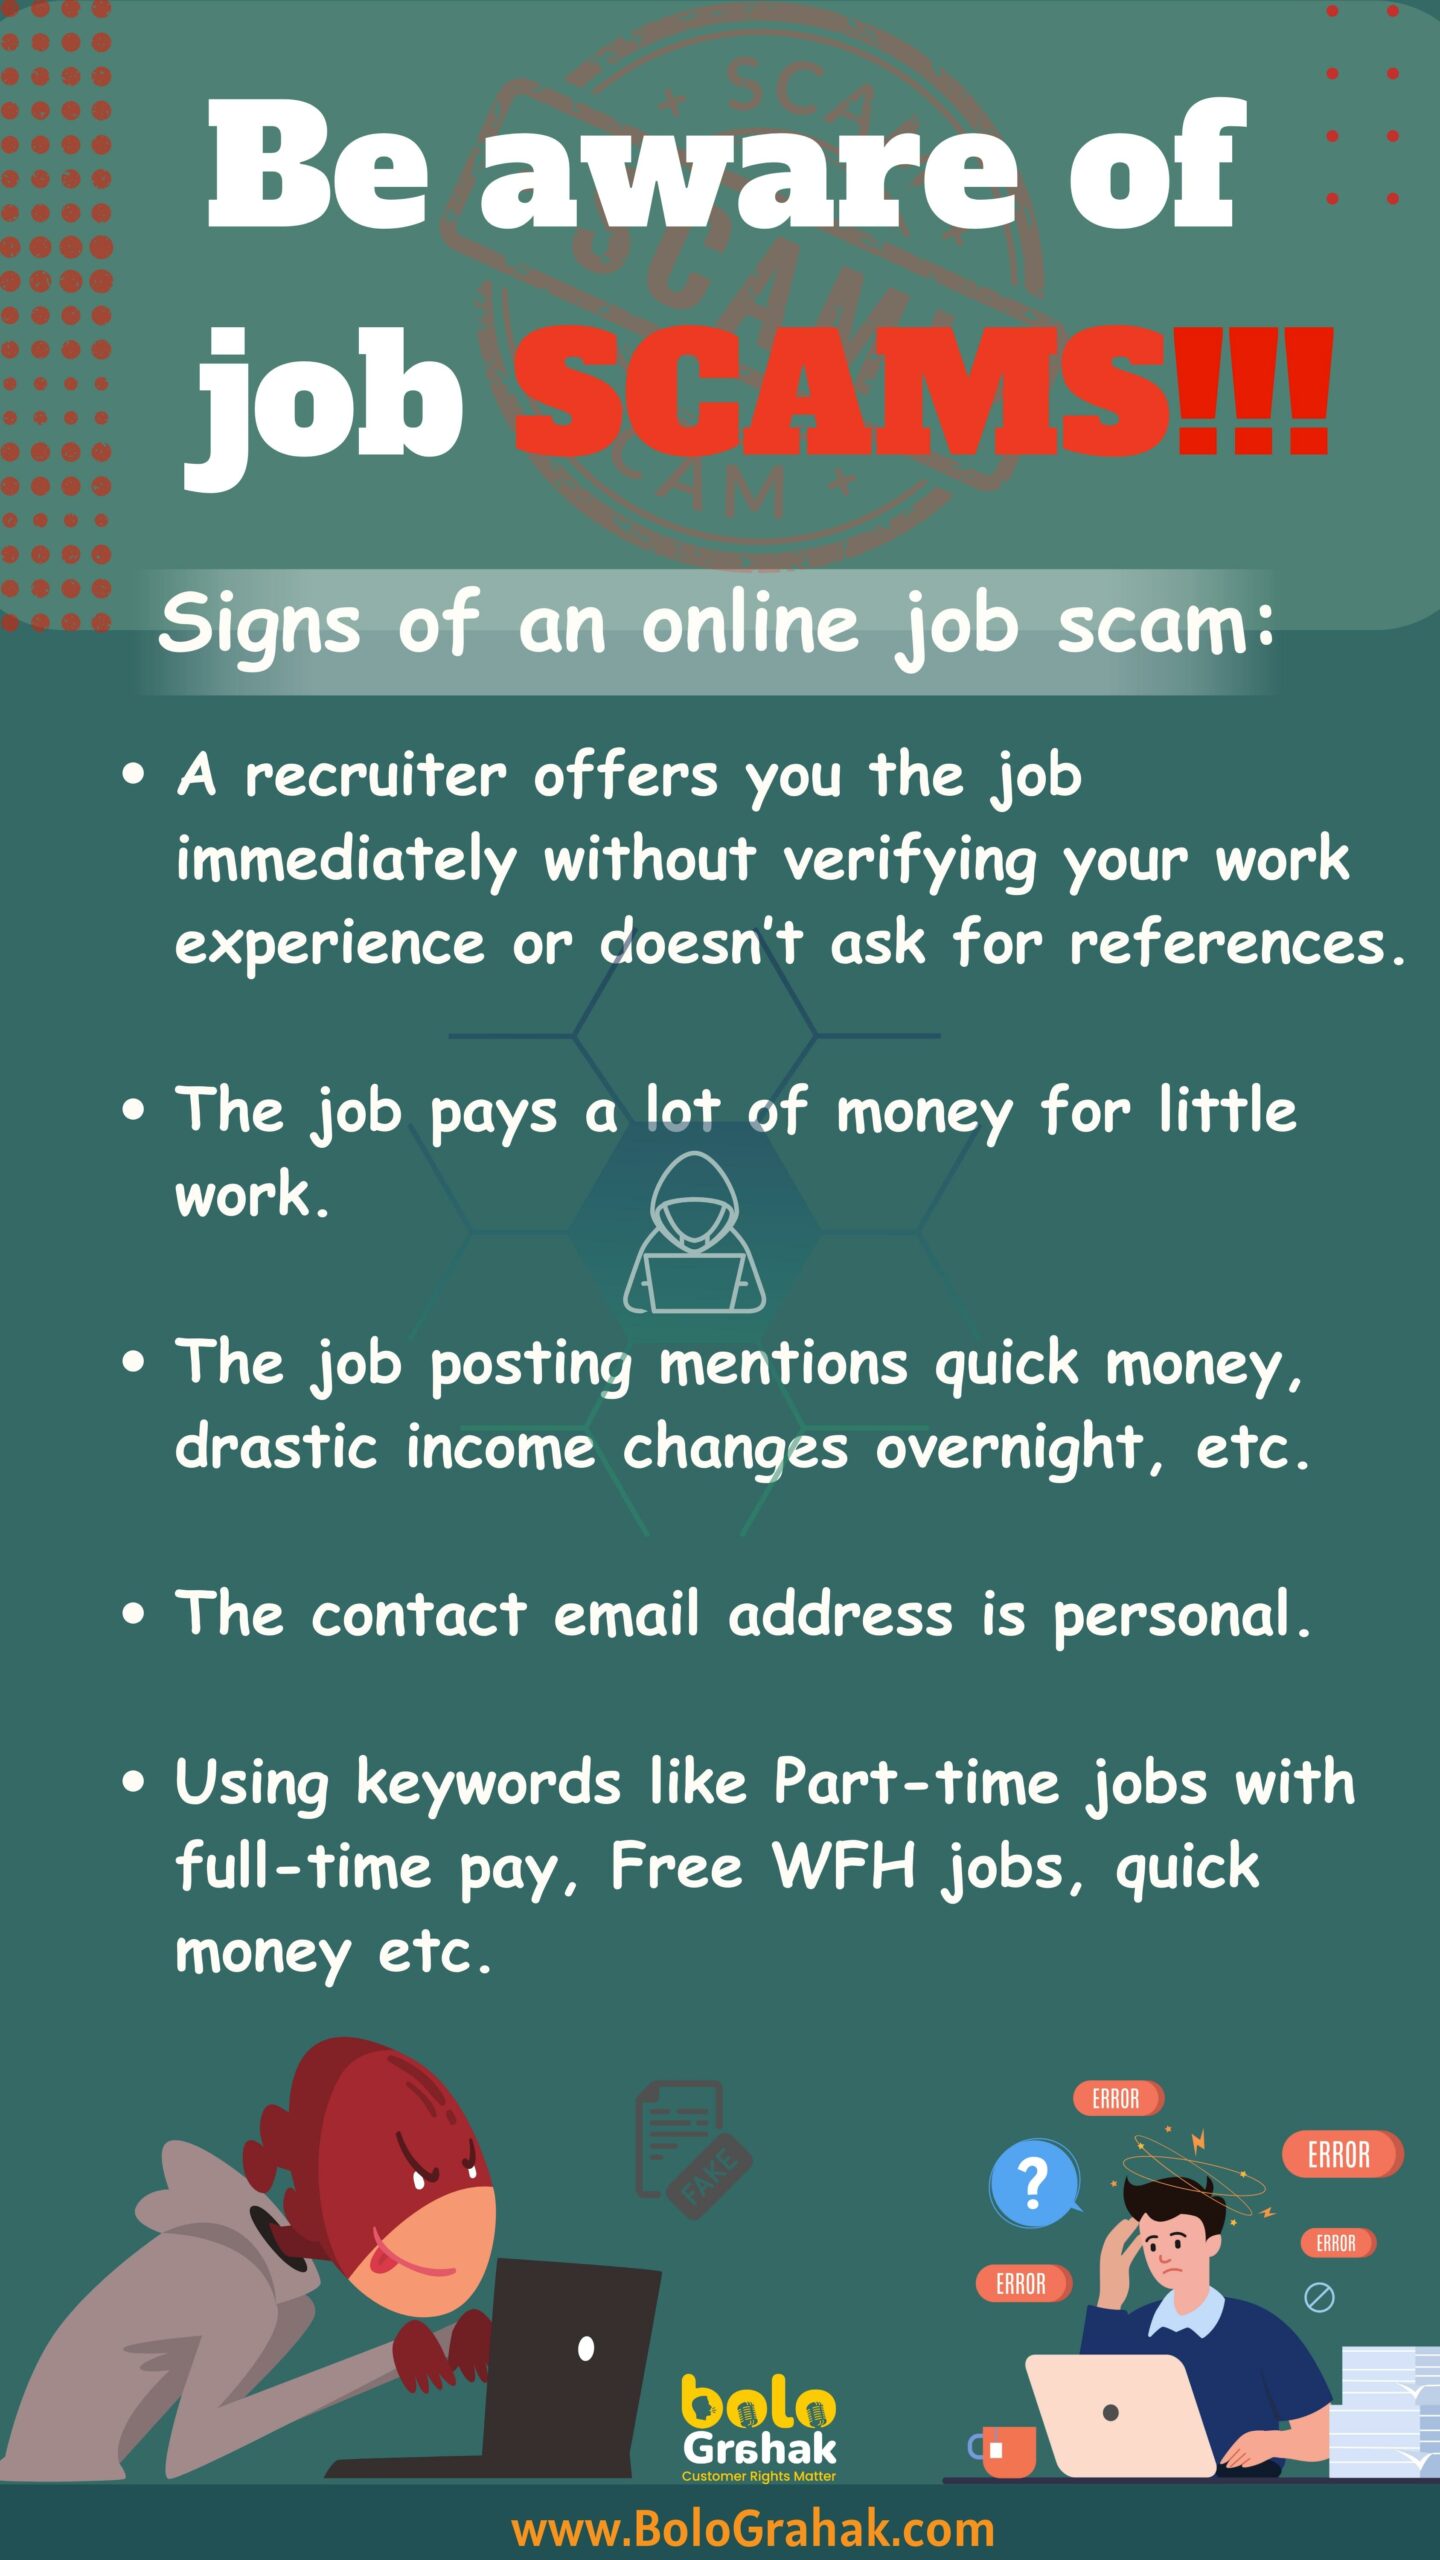 SCAM
SCAM
SCAM
Be aware of
job SCAMS!!!
Signs of an online job scam:
• A recruiter offers you the job
immediately without verifying your work
experience or doesn't ask for references.
• The job pays a lot of money for little
work.
• The job posting mentions quick money,
drastic income changes overnight, etc.
• The contact email address is personal.
• Using keywords like Part-time jobs with
full-time pay, Free WFH jobs, quick
money etc.
FAKE
ERROR
?
ERROR
ERROR
ERROR
bolo
Grahak
Customer Rights Matter
www.BoloGrahak.com